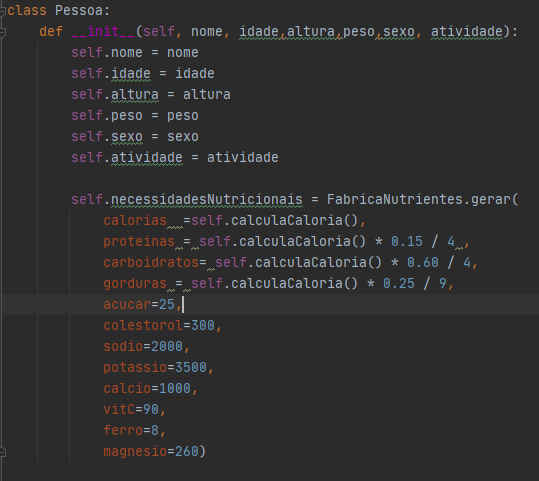 class Pessoa:
def __init__(self, nome, idade,altura,peso,sexo, atividade):
self.nome = nome
self.idade = idade
self.altura = altura
self.peso = peso
self.sexo = sexo
self.atividade = atividade
self.necessidadesNutricionais = FabricaNutrientes.gerar(
calorias  =self.calculaCaloria(),
proteinas = self.calculaCaloria() * 0.15 / 4 ,
carboidratos= self.calculaCaloria() * 0.60 / 4,
gorduras = self.calculaCaloria() * 0.25 / 9,
acucar=25,
colestorol=300,
sodio=2000,
potassio=3500,
calcio=1000,
vitC=90,
ferro=8,
magnesio=260)